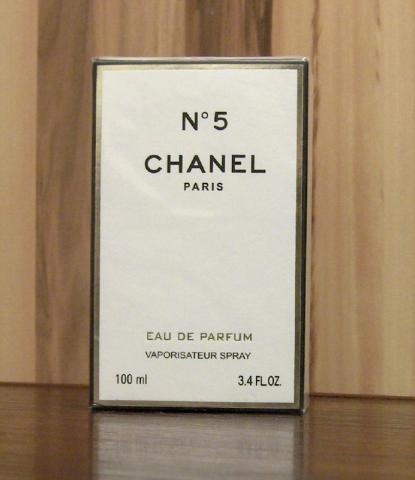 N°5
CHANEL
PARIS
EAU DE PARFUM
VAPORISATEUR SPRAY
100 ml 3.4 FL.OZ.